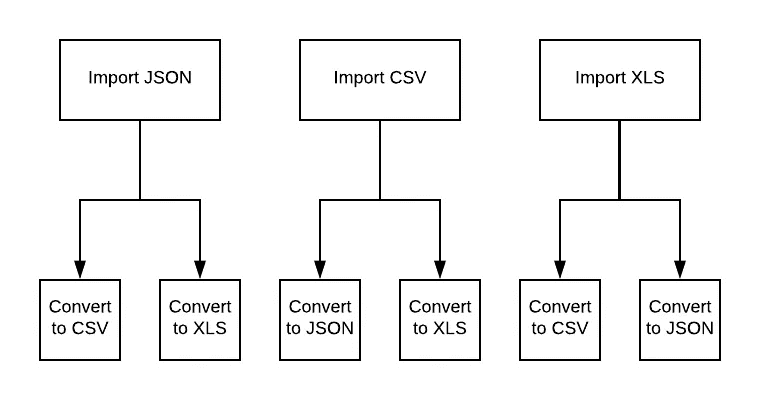 Import JSON
Import CSV
Import XLS
Convert
to CSV
Convert
to XLS
Convert
to JSON
Convert
to XLS
Convert
to CSV
Convert
to JSON